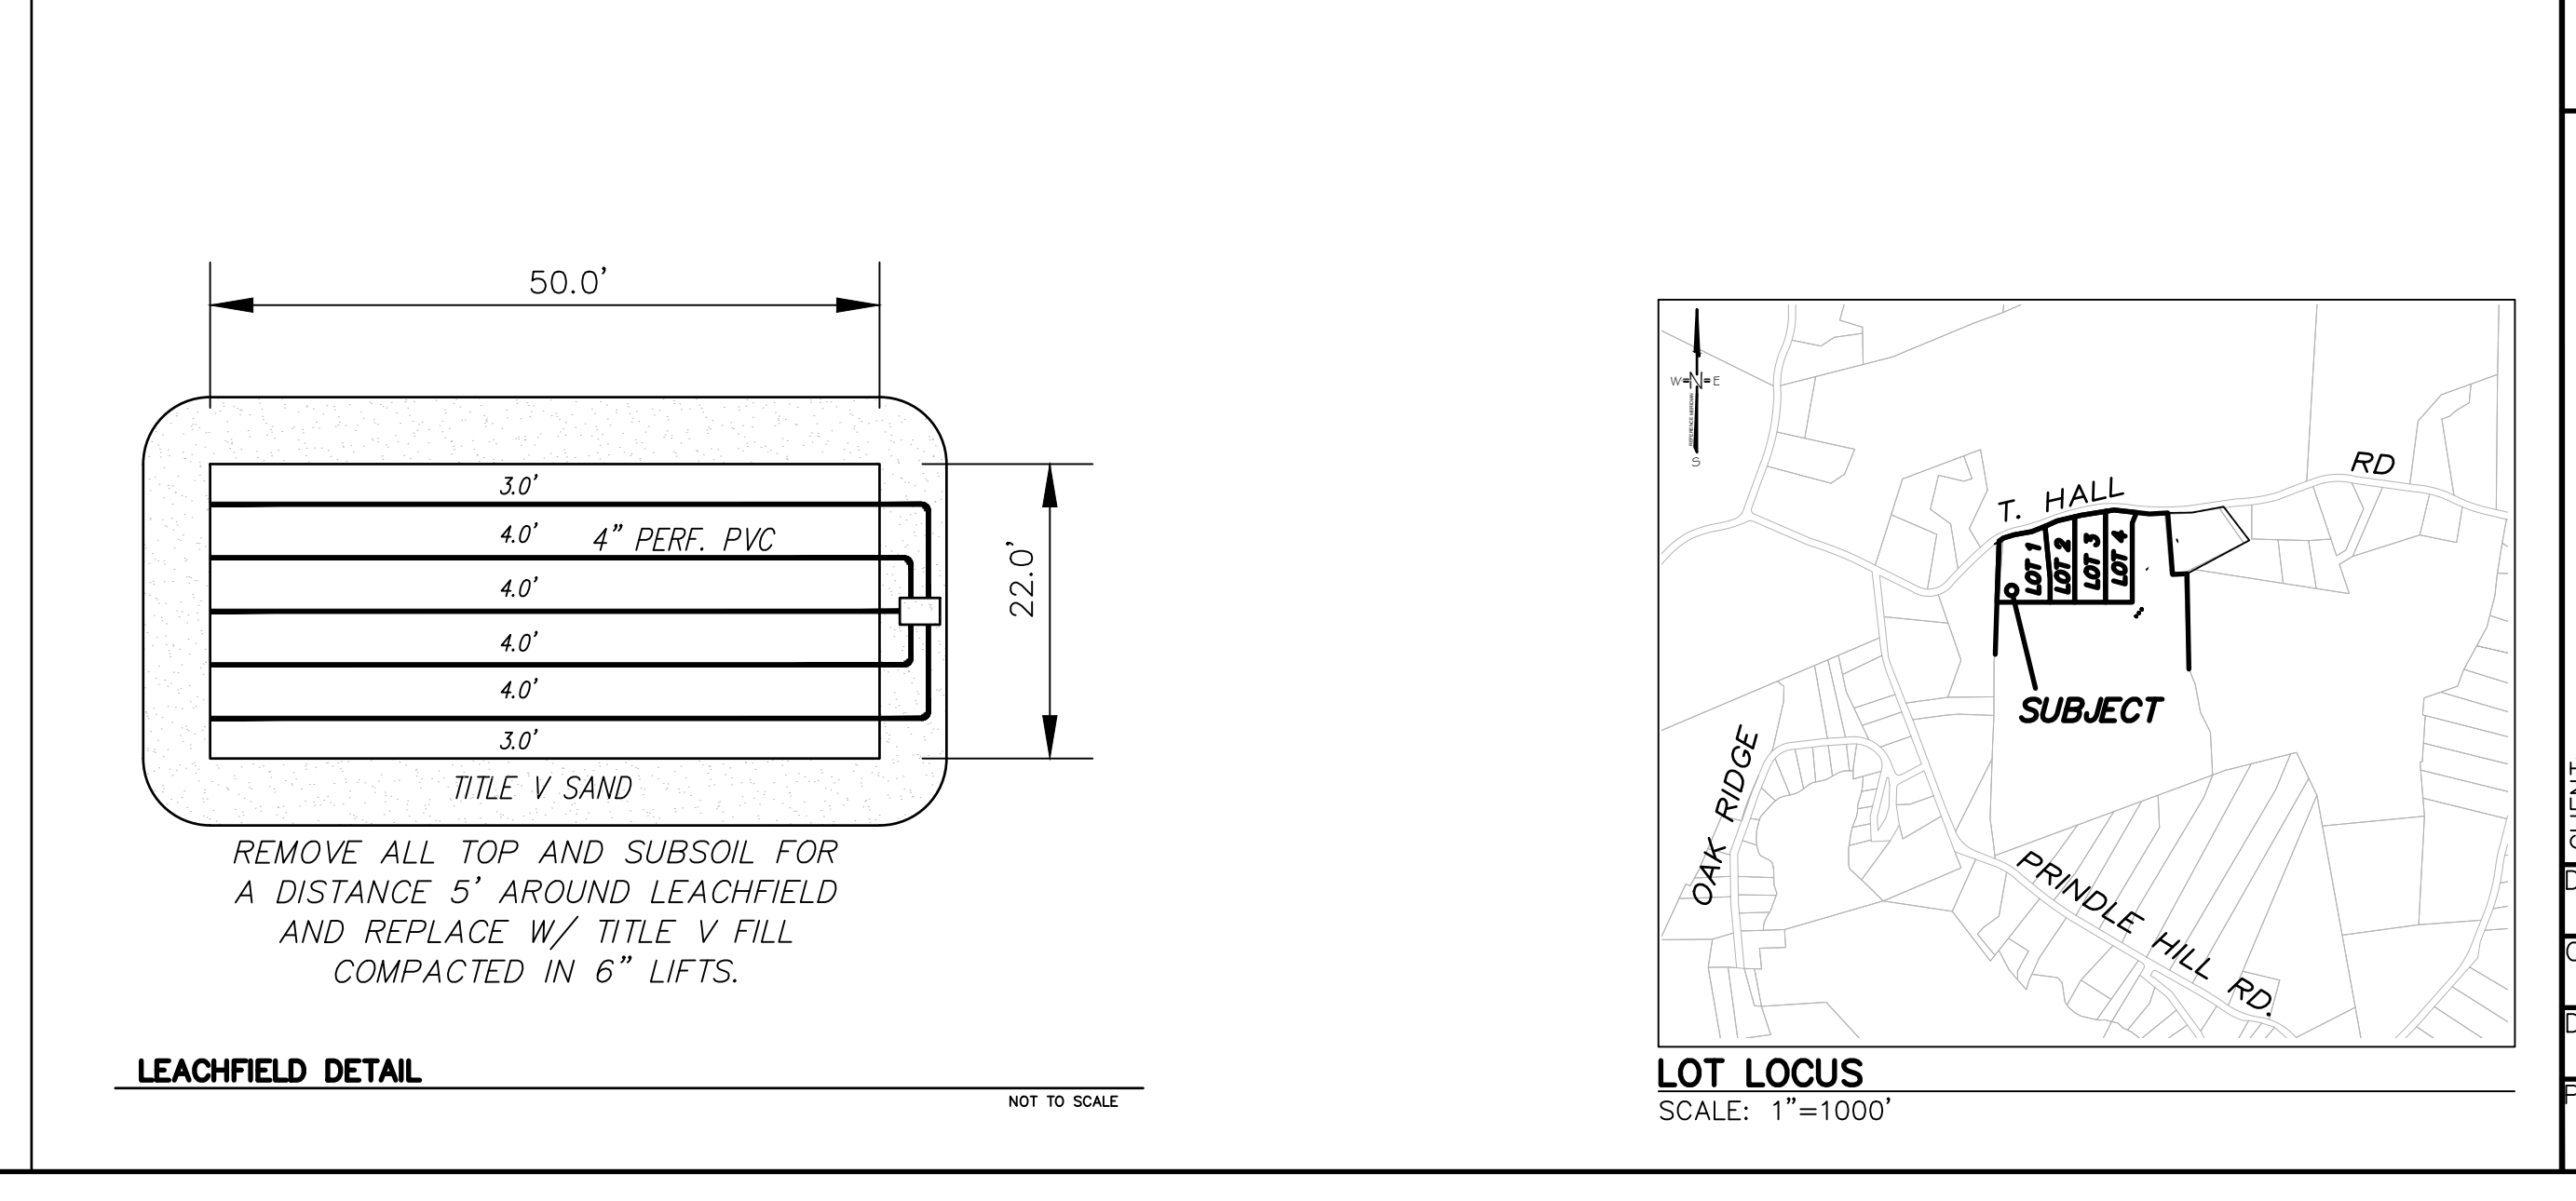 50.0'
3.0'
4.0'
4" PERF. PVC
4.0'
4.0'
4.0'
3.0'
22.0'
TITLE V SAND
REMOVE ALL TOP AND SUBSOIL FOR
A DISTANCE 5' AROUND LEACHFIELD
AND REPLACE W/ TITLE V FILL
COMPACTED IN 6" LIFTS.
LEACHFIELD DETAIL
NOT TO SCALE
W N E
REFERENCE MERIDIAN
S
T. HALL RD
LOT 1
LOT 2
LOT 3
LOT 4
SUBJECT
OAK RIDGE
PRINDLE HILL RD.
LOT LOCUS
SCALE: 1"=1000'
CLIENT